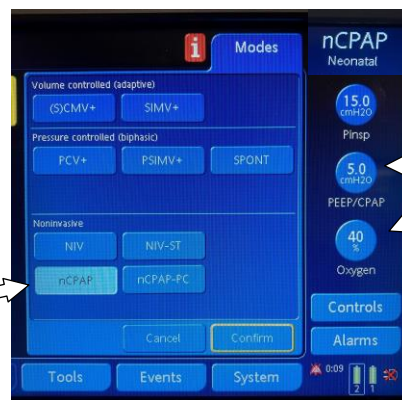 i
Modes
nCPAP
Neonatal
Volume controlled (adaptive)
(S)CMV+ SIMV+
Pressure controlled (biphasic)
PCV+ PSIMV+ SPONT
Noninvasive
NIV NIV-ST
nCPAP nCPAP-PC
Cancel Confirm
15.0
cmH2O
Pinsp
5.0
cmH2O
PEEP/CPAP
40
%
Oxygen
Controls
Alarms
Tools Events System
0:09
2 1